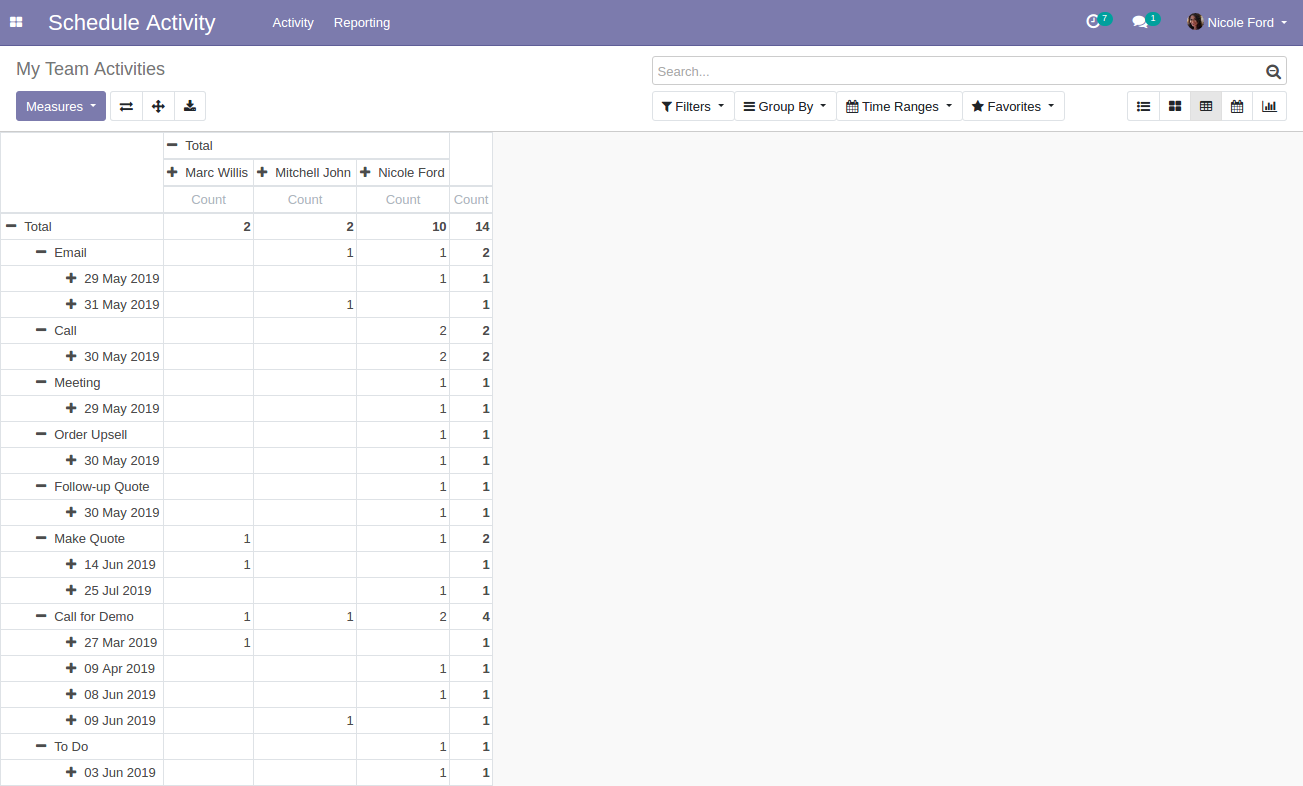 Schedule Activity Activity Reporting 7 1 Nicole Ford
My Team Activities
Search...
Measures
Filters Group By Time Ranges Favorites
Total
Marc Willis Mitchell John Nicole Ford
Count Count Count Count
Total 2 2 10 14
Email 1 1 2
29 May 2019 1 1
31 May 2019 1 1
Call 2 2
30 May 2019 2 2
Meeting 1 1
29 May 2019 1 1
Order Upsell 1 1
30 May 2019 1 1
Follow-up Quote 1 1
30 May 2019 1 1
Make Quote 1 1 2
14 Jun 2019 1 1
25 Jul 2019 1 1
Call for Demo 1 1 2 4
27 Mar 2019 1 1
09 Apr 2019 1 1
08 Jun 2019 1 1
09 Jun 2019 1 1
To Do 1 1
03 Jun 2019 1 1